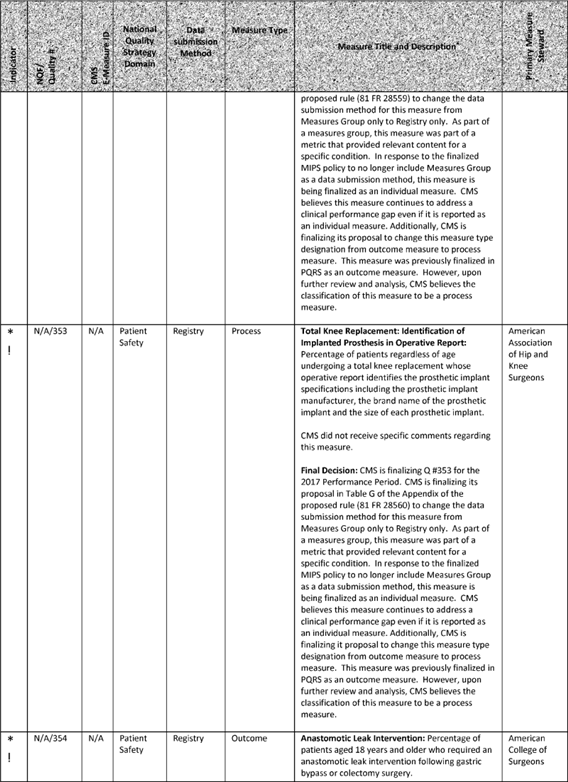 Indicator
NQF/
Quality #
CMS
E-Measure ID
National
Quality
Strategy
Domain
Data
submission
Method
Measure Type
Measure Title and Description
Primary Measure
Steward
proposed rule (81 FR 28559) to change the data
submission method for this measure from
Measures Group only to Registry only. As part of
a measures group, this measure was part of a
metric that provided relevant content for a
specific condition. In response to the finalized
MIPS policy to no longer include Measures Group
as a data submission method, this measure is
being finalized as an individual measure. CMS
believes this measure continues to address a
clinical performance gap even if it is reported as
an individual measure. Additionally, CMS is
finalizing its proposal to change this measure type
designation from outcome measure to process
measure. This measure was previously finalized in
PQRS as an outcome measure. However, upon
further review and analysis, CMS believes the
classification of this measure to be a process
measure.
*
!
N/A/353
N/A
Patient
Safety
Registry
Process
Total Knee Replacement: Identification of
Implanted Prosthesis in Operative Report:
Percentage of patients regardless of age
undergoing a total knee replacement whose
operative report identifies the prosthetic implant
specifications including the prosthetic implant
manufacturer, the brand name of the prosthetic
implant and the size of each prosthetic implant.
CMS did not receive specific comments regarding
this measure.
Final Decision: CMS is finalizing Q #353 for the
2017 Performance Period. CMS is finalizing its
proposal in Table G of the Appendix of the
proposed rule (81 FR 28560) to change the data
submission method for this measure from
Measures Group only to Registry only. As part of
a measures group, this measure was part of a
metric that provided relevant content for a
specific condition. In response to the finalized
MIPS policy to no longer include Measures Group
as a data submission method, this measure is
being finalized as an individual measure. CMS
believes this measure continues to address a
clinical performance gap even if it is reported as
an individual measure. Additionally, CMS is
finalizing it proposal to change this measure type
designation from outcome measure to process
measure. This measure was previously finalized in
PQRS as an outcome measure. However, upon
further review and analysis, CMS believes the
classification of this measure to be a process
measure.
American
Association
of Hip and
Knee
Surgeons
*
!
N/A/354
N/A
Patient
Safety
Registry
Outcome
Anastomotic Leak Intervention: Percentage of
patients aged 18 years and older who required an
anastomotic leak intervention following gastric
bypass or colectomy surgery.
American
College of
Surgeons